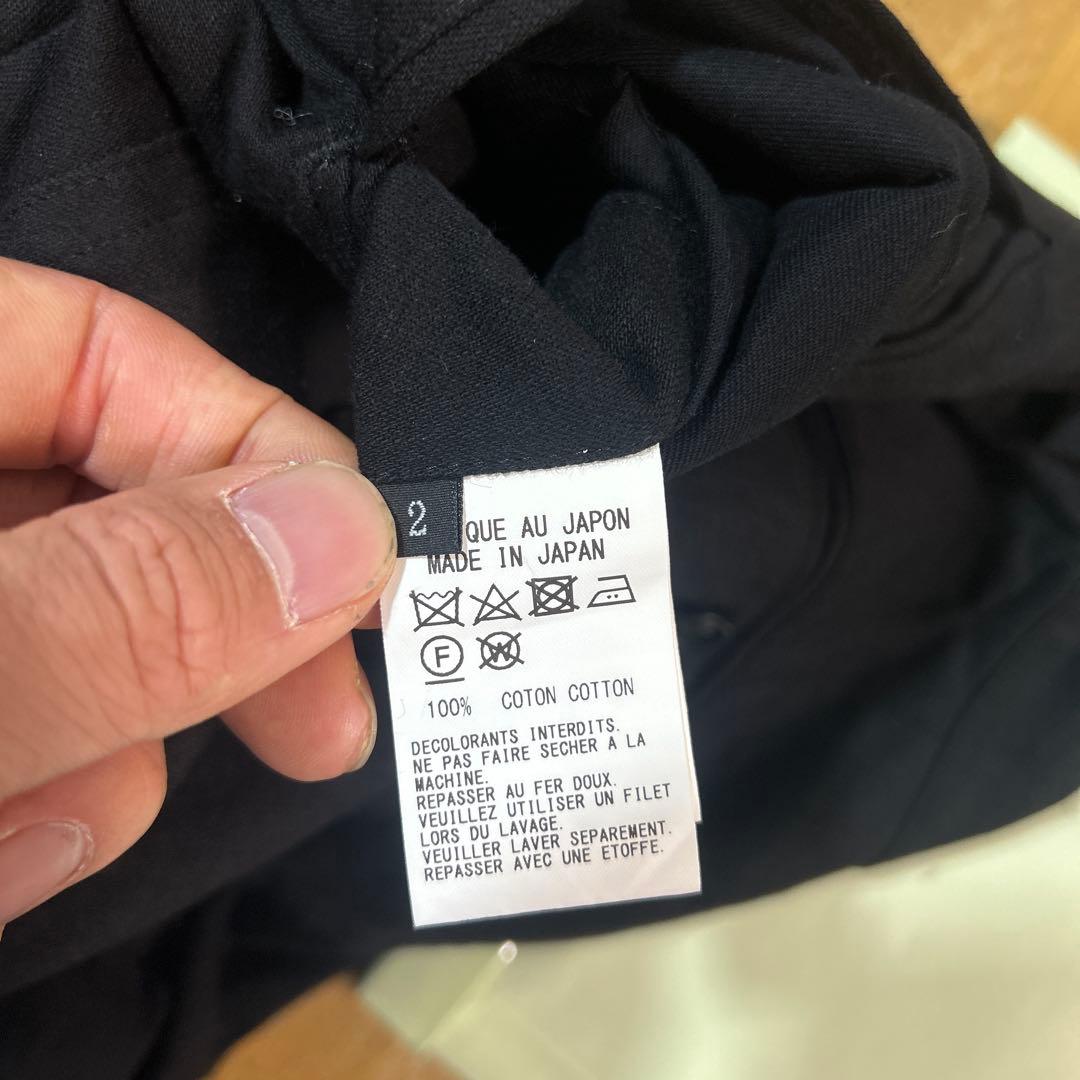 2
QUE AU JAPON
MADE IN JAPAN
F W
100% COTON COTTON
DECOLORANTS INTERDITS.
NE PAS FAIRE SECHER A LA
MACHINE.
REPASSER AU FER DOUX.
VEUILLEZ UTILISER UN FILET
LORS DU LAVAGE.
VEUILLER LAVER SEPAREMENT.
REPASSER AVEC UNE ETOFFE.